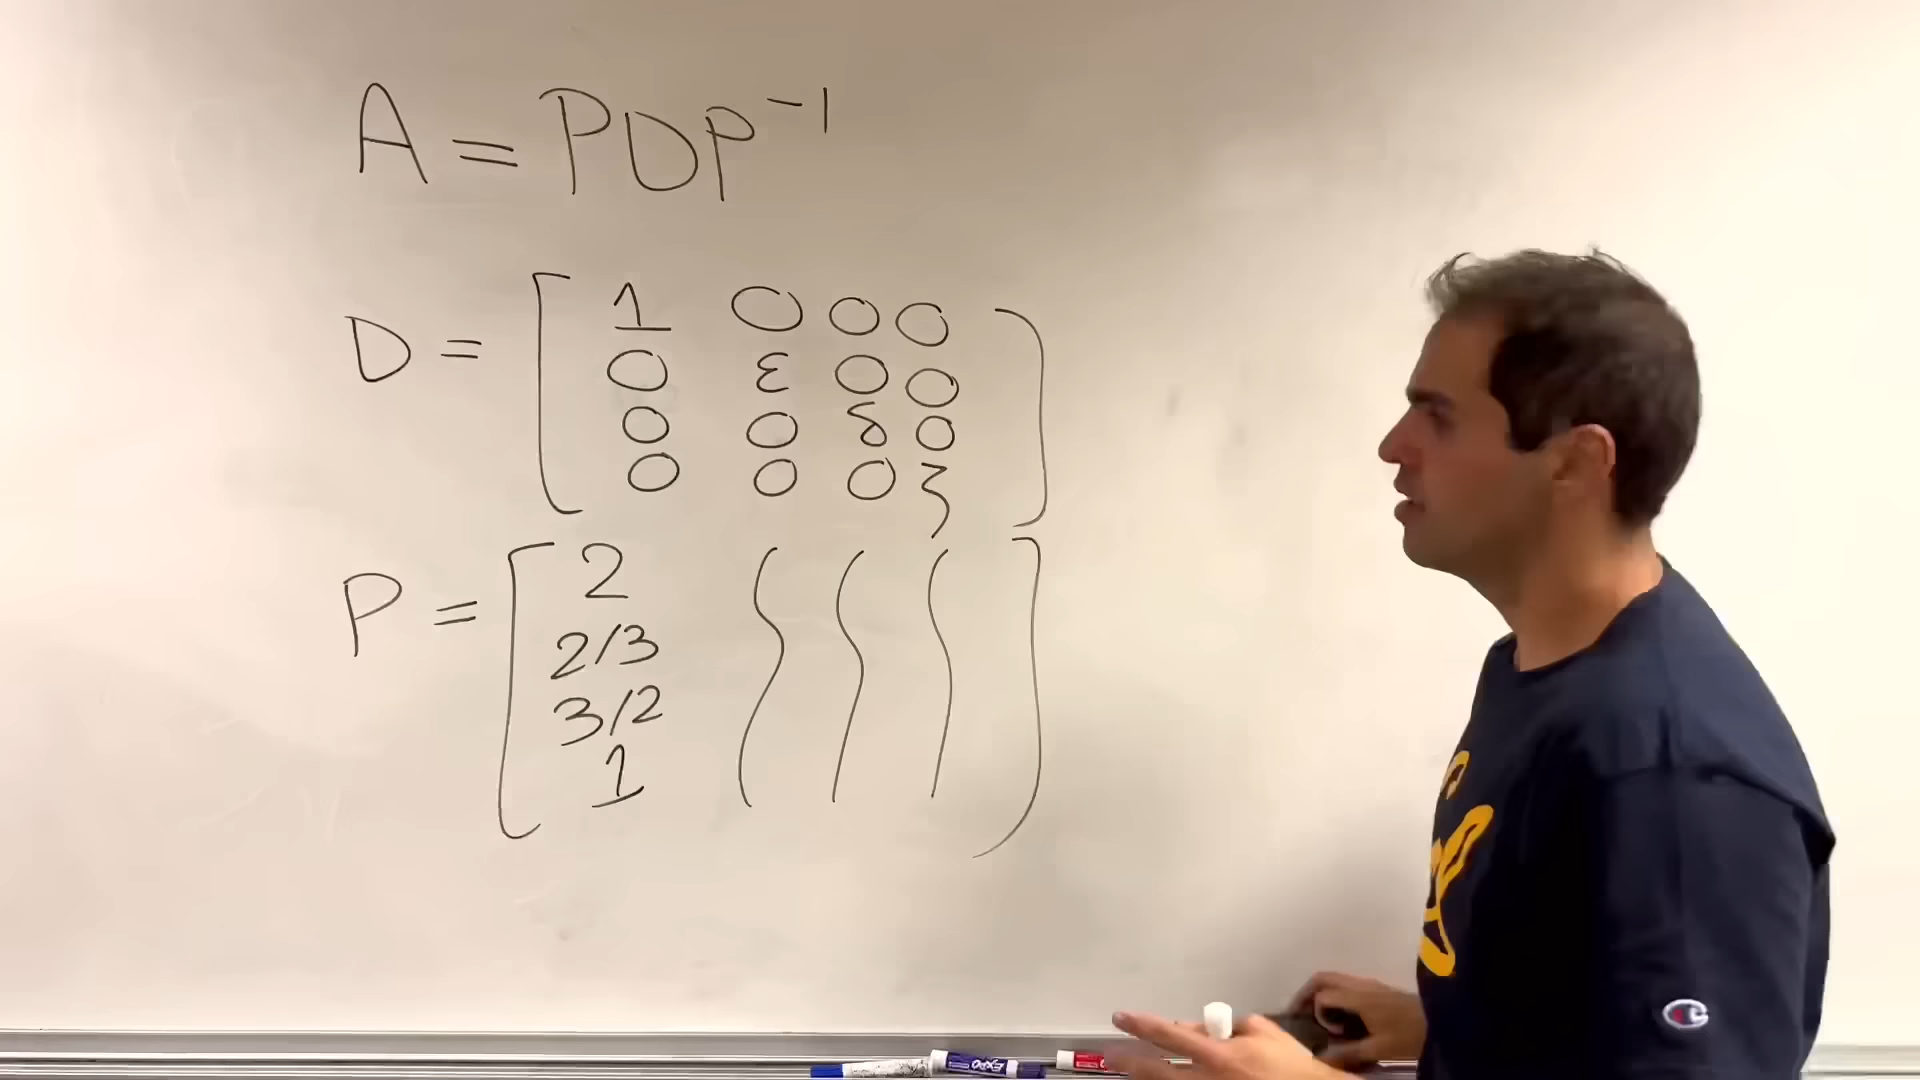 A = PDP⁻¹
D = [ 1 0 0 0
0 ε 0 0
0 0 δ 0
0 0 0 ξ ]
P = [ 2
2/3
3/2
1 ]
EXPO